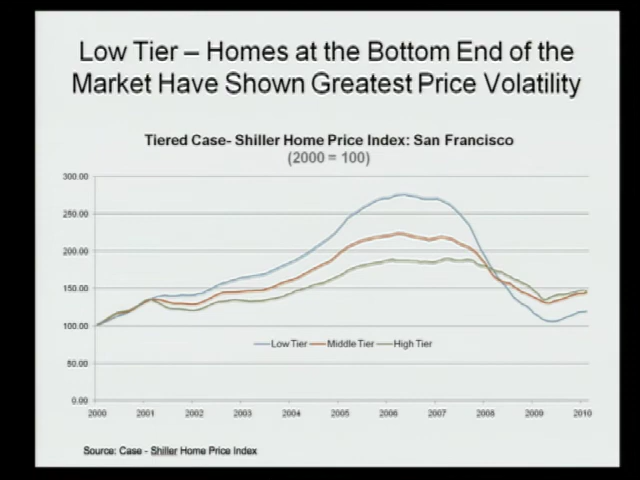 Low Tier – Homes at the Bottom End of the
Market Have Shown Greatest Price Volatility
Tiered Case- Shiller Home Price Index: San Francisco
(2000 = 100)
300.00
250.00
200.00
150.00
100.00
50.00
0.00
Low Tier Middle Tier High Tier
2000 2001 2002 2003 2004 2005 2006 2007 2008 2009 2010
Source: Case - Shiller Home Price Index